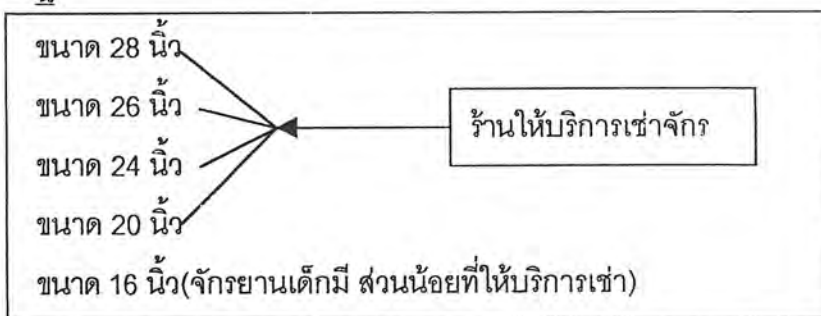 ขนาด 28 นิ้ว
ขนาด 26 นิ้ว
ร้านให้บริการเช่าจักร
ขนาด 24 นิ้ว
ขนาด 20 นิ้ว
ขนาด 16 นิ้ว(จักรยานเด็กมี ส่วนน้อยที่ให้บริการเช่า)